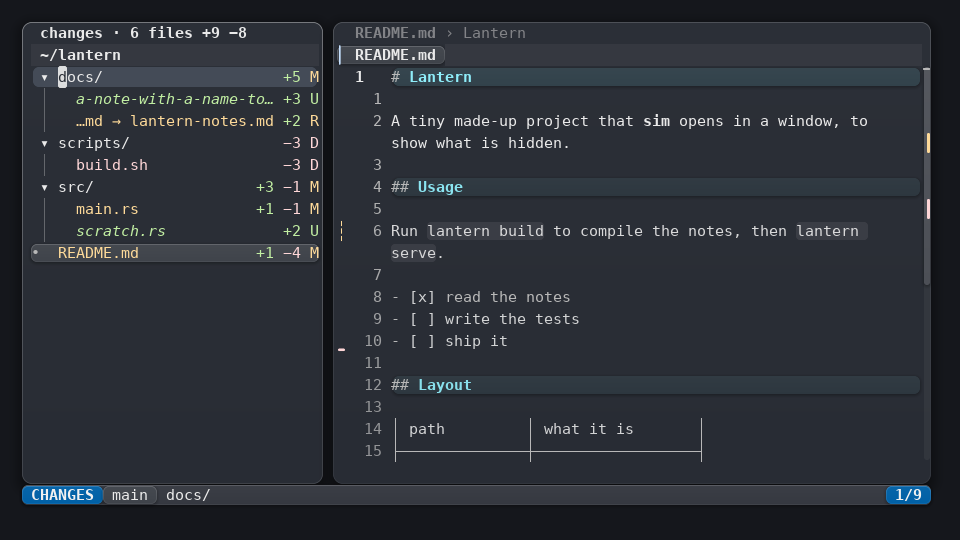 changes · 6 files +9 −8
~/lantern
▾ docs/ +5 M
a-note-with-a-name-to… +3 U
…md → lantern-notes.md +2 R
▾ scripts/ −3 D
build.sh −3 D
▾ src/ +3 −1 M
main.rs +1 −1 M
scratch.rs +2 U
• README.md +1 −4 M
README.md › Lantern
README.md
1 # Lantern
1
2 A tiny made-up project that sim opens in a window, to
show what is hidden.
3
4 ## Usage
5
6 Run lantern build to compile the notes, then lantern
serve.
7
8 - [x] read the notes
9 - [ ] write the tests
10 - [ ] ship it
11
12 ## Layout
13
14 path what it is
15
CHANGES main docs/ 1/9